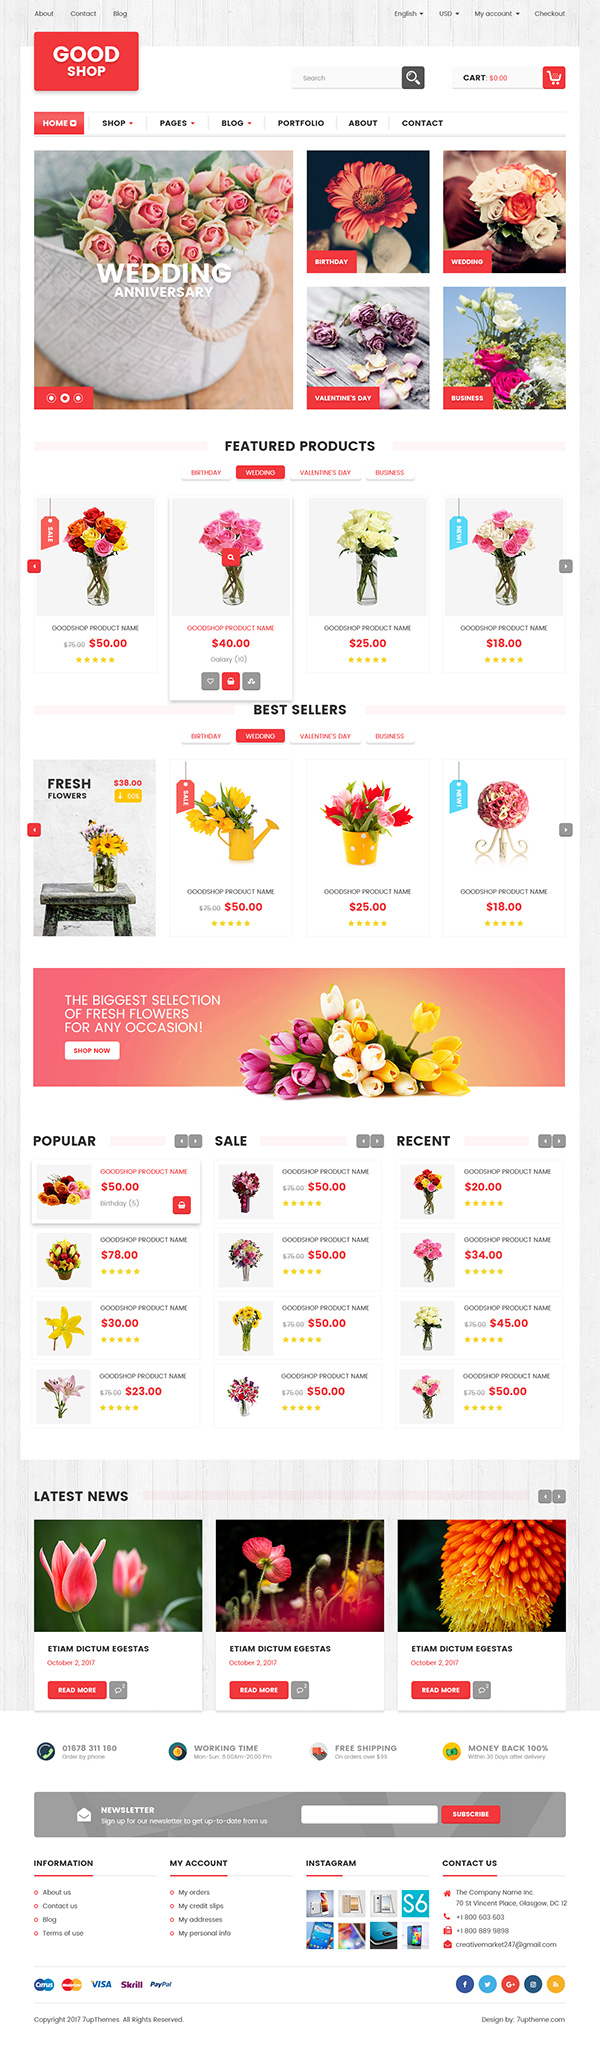 About Contact Blog English USD My account Checkout
GOOD
SHOP
Search
CART: $0.00
HOME SHOP PAGES BLOG PORTFOLIO ABOUT CONTACT
WEDDING
ANNIVERSARY
BIRTHDAY
WEDDING
VALENTINE'S DAY
BUSINESS
FEATURED PRODUCTS
BIRTHDAY WEDDING VALENTINE'S DAY BUSINESS
SALE
NEW!
GOODSHOP PRODUCT NAME GOODSHOP PRODUCT NAME GOODSHOP PRODUCT NAME GOODSHOP PRODUCT NAME
$75.00 $50.00 $40.00 $25.00 $18.00
Galaxy (10)
BEST SELLERS
BIRTHDAY WEDDING VALENTINE'S DAY BUSINESS
FRESH $38.00
FLOWERS 00%
SALE
NEW!
GOODSHOP PRODUCT NAME GOODSHOP PRODUCT NAME GOODSHOP PRODUCT NAME
$75.00 $50.00 $25.00 $18.00
THE BIGGEST SELECTION
OF FRESH FLOWERS
FOR ANY OCCASION!
SHOP NOW
POPULAR
GOODSHOP PRODUCT NAME
$50.00
Birthday (5)
GOODSHOP PRODUCT NAME
$78.00
GOODSHOP PRODUCT NAME
$30.00
GOODSHOP PRODUCT NAME
$75.00 $23.00
SALE
GOODSHOP PRODUCT NAME
$75.00 $50.00
GOODSHOP PRODUCT NAME
$75.00 $50.00
GOODSHOP PRODUCT NAME
$75.00 $50.00
GOODSHOP PRODUCT NAME
$75.00 $50.00
RECENT
GOODSHOP PRODUCT NAME
$20.00
GOODSHOP PRODUCT NAME
$34.00
GOODSHOP PRODUCT NAME
$75.00 $45.00
GOODSHOP PRODUCT NAME
$75.00 $50.00
LATEST NEWS
ETIAM DICTUM EGESTAS ETIAM DICTUM EGESTAS ETIAM DICTUM EGESTAS
October 2, 2017 October 2, 2017 October 2, 2017
READ MORE READ MORE READ MORE
01678 311 160
Order by phone
WORKING TIME
Mon-Sun: 8.00Am-20.00 Pm
FREE SHIPPING
On orders over $99
MONEY BACK 100%
Within 30 Days after delivery
NEWSLETTER
Sign up for our newsletter to get up-to-date from us
SUBSCRIBE
INFORMATION
About us
Contact us
Blog
Terms of use
MY ACCOUNT
My orders
My credit slips
My addresses
My personal info
INSTAGRAM
S6
CONTACT US
The Company Name Inc.
70 St Vincent Place, Glasgow, DC 12
+1 800 603 603
+1 800 889 9898
creativemarket247@gmail.com
Cirrus MasterCard VISA Skrill PayPal
Copyright 2017 7upThemes. All Rights Reserved.
Design by: 7uptheme.com